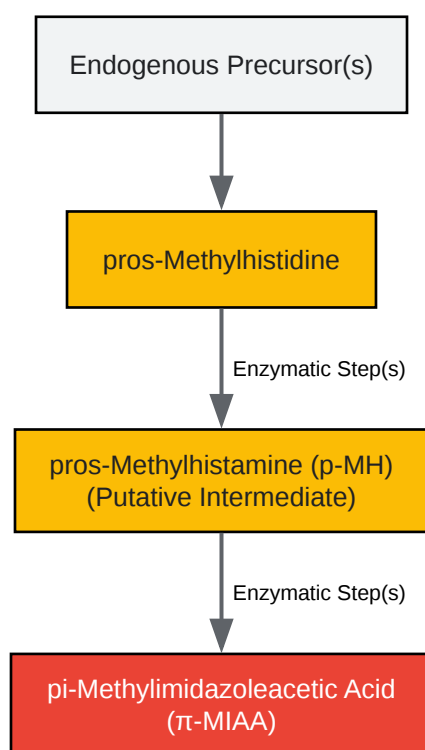 Endogenous Precursor(s)
pros-Methylhistidine
Enzymatic Step(s)
pros-Methylhistamine (p-MH)
(Putative Intermediate)
Enzymatic Step(s)
pi-Methylimidazoleacetic Acid
(π-MIAA)